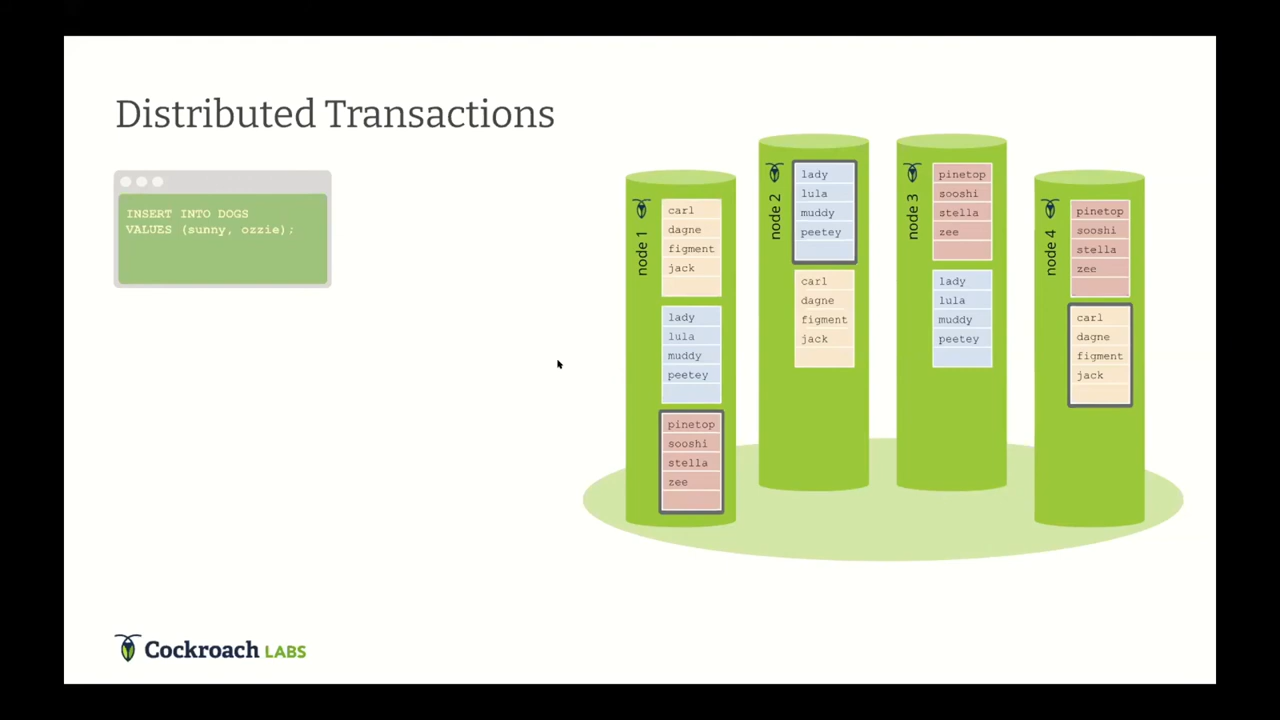 Distributed Transactions
INSERT INTO DOGS
VALUES (sunny, ozzie);
node 1
carl
dagne
figment
jack
lady
lula
muddy
peetey
pinetop
sooshi
stella
zee
node 2
lady
lula
muddy
peetey
carl
dagne
figment
jack
node 3
pinetop
sooshi
stella
zee
lady
lula
muddy
peetey
node 4
pinetop
sooshi
stella
zee
carl
dagne
figment
jack
Cockroach LABS